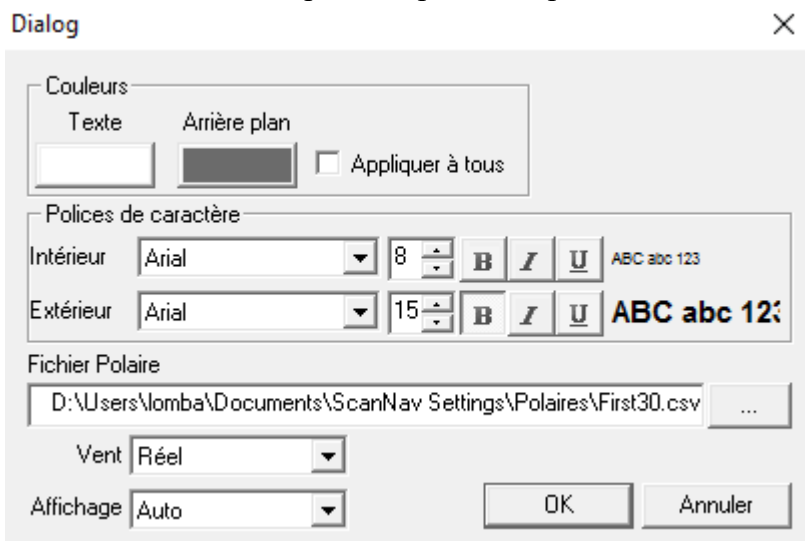 Dialog
Couleurs
Texte Arrière plan
Appliquer à tous
Polices de caractère
Intérieur Arial 8 B I U ABC abc 123
Extérieur Arial 15 B I U ABC abc 123
Fichier Polaire
D:\Users\lomba\Documents\ScanNav Settings\Polaires\First30.csv ...
Vent Réel
Affichage Auto OK Annuler